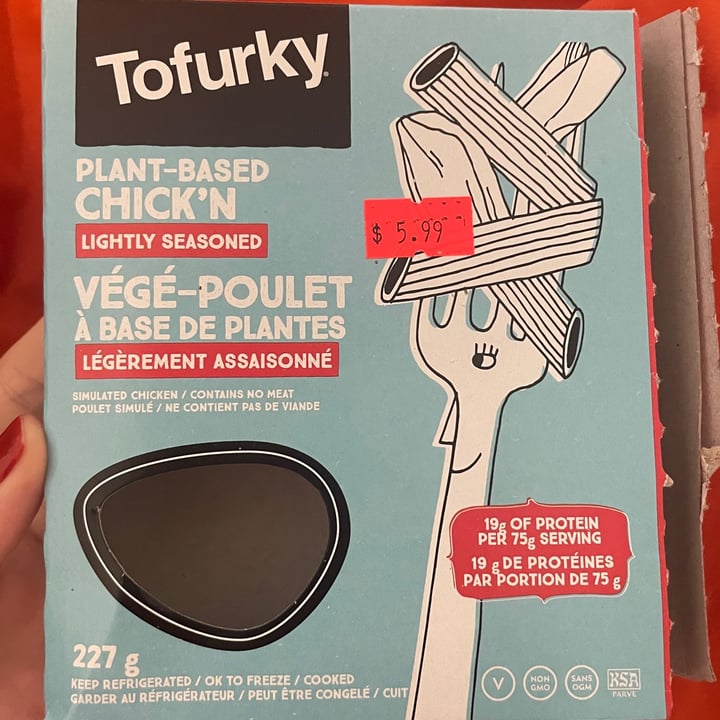 Tofurky
PLANT-BASED
CHICK'N
LIGHTLY SEASONED
$ 5.99
VÉGÉ-POULET
À BASE DE PLANTES
LÉGÈREMENT ASSAISONNÉ
SIMULATED CHICKEN / CONTAINS NO MEAT
POULET SIMULÉ / NE CONTIENT PAS DE VIANDE
19g OF PROTEIN
PER 75g SERVING
19 g DE PROTÉINES
PAR PORTION DE 75 g
227 g
KEEP REFRIGERATED / OK TO FREEZE / COOKED
GARDER AU RÉFRIGÉRATEUR / PEUT ÊTRE CONGELÉ / CUIT
V
NON
GMO
SANS
OGM
KSA
PARVE